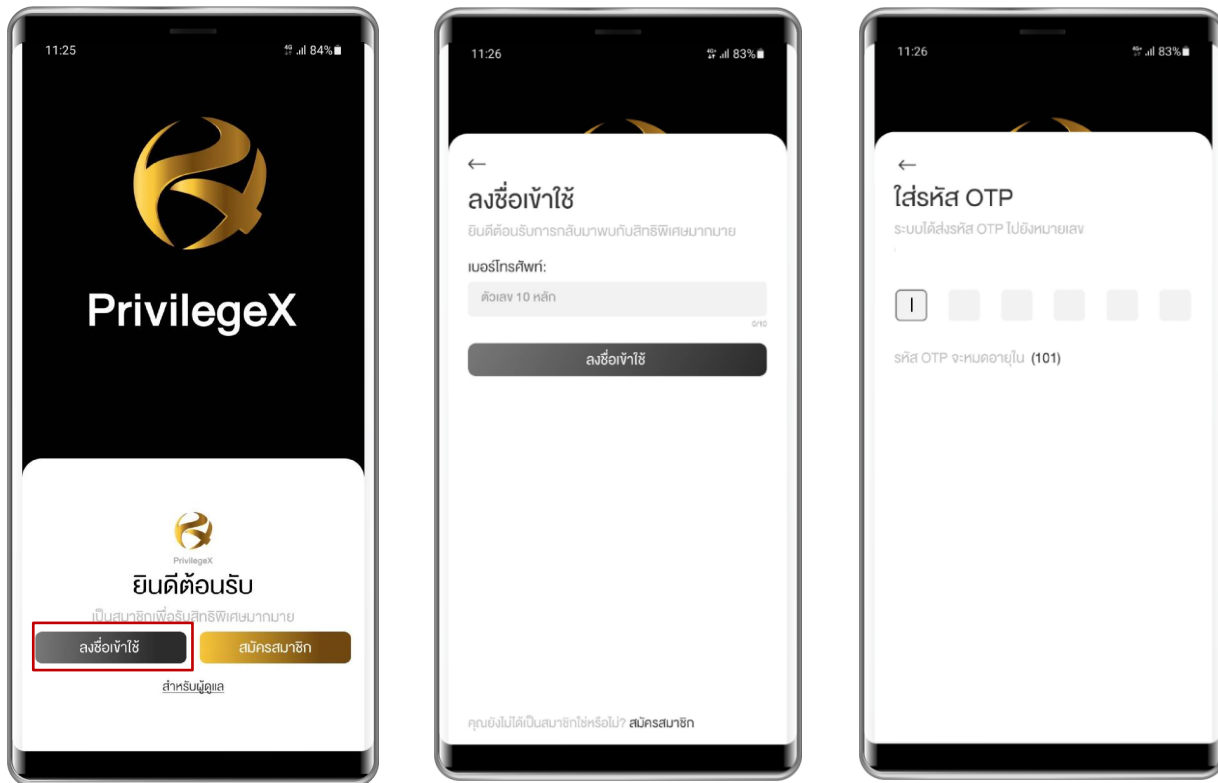 11:25
4G 84%
PrivilegeX
PrivilegeX
ยินดีต้อนรับ
เป็นสมาชิกเพื่อรับสิทธิพิเศษมากมาย
ลงชื่อเข้าใช้
สมัครสมาชิก
สำหรับผู้ดูแล
11:26
4G+ 83%
←
ลงชื่อเข้าใช้
ยินดีต้อนรับการกลับมาพบกับสิทธิพิเศษมากมาย
เบอร์โทรศัพท์:
ตัวเลข 10 หลัก
0/10
ลงชื่อเข้าใช้
คุณยังไม่ได้เป็นสมาชิกใช่หรือไม่? สมัครสมาชิก
11:26
4G+ 83%
←
ใส่รหัส OTP
ระบบได้ส่งรหัส OTP ไปยังหมายเลข
รหัส OTP จะหมดอายุใน (101)